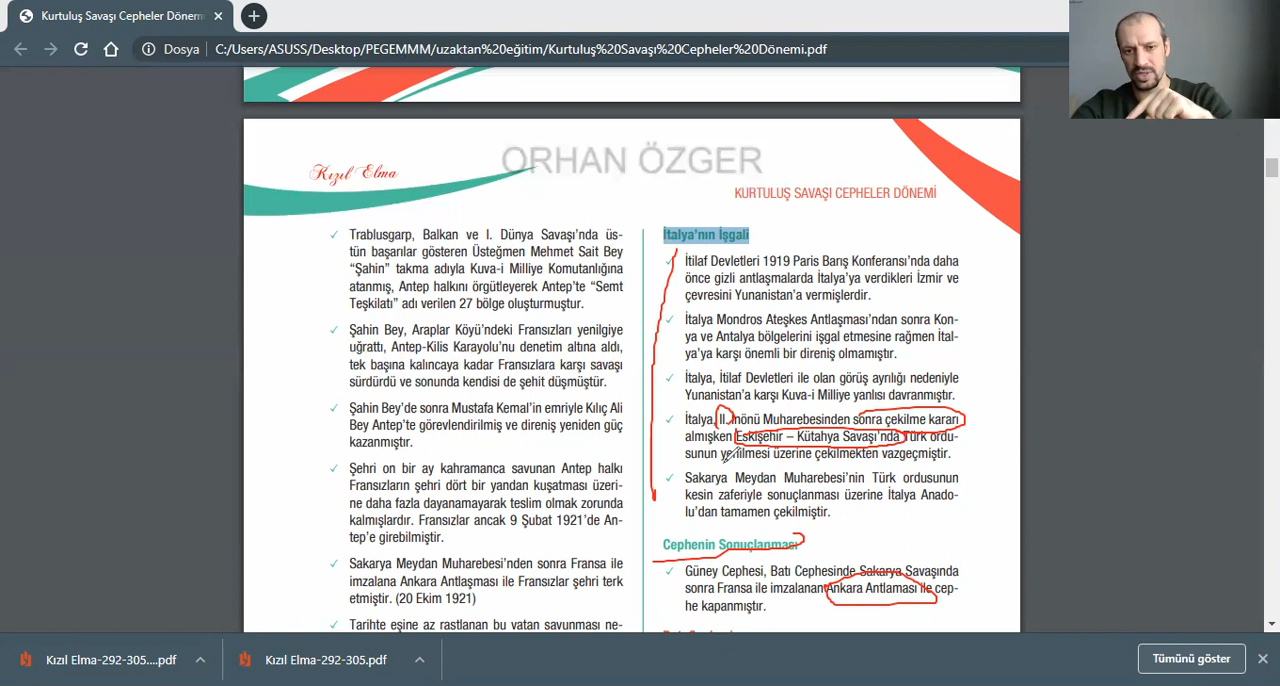 Kurtuluş Savaşı Cepheler Dönem
Dosya
C:/Users/ASUSS/Desktop/PEGEMMM/uzaktan%20eğitim/Kurtuluş%20Savaşı%20Cepheler%20Dönemi.pdf
Kızıl Elma
ORHAN ÖZGER
KURTULUŞ SAVAŞI CEPHELER DÖNEMİ
Trablusgarp, Balkan ve I. Dünya Savaşı'nda üs-
tün başarılar gösteren Üsteğmen Mehmet Sait Bey
“Şahin” takma adıyla Kuva-i Milliye Komutanlığına
atanmış, Antep halkını örgütleyerek Antep'te “Semt
Teşkilatı” adı verilen 27 bölge oluşturmuştur.
Şahin Bey, Araplar Köyü'ndeki Fransızları yenilgiye
uğrattı, Antep-Kilis Karayolu'nu denetim altına aldı,
tek başına kalıncaya kadar Fransızlara karşı savaşı
sürdürdü ve sonunda kendisi de şehit düşmüştür.
Şahin Bey'de sonra Mustafa Kemal'in emriyle Kılıç Ali
Bey Antep'te görevlendirilmiş ve direniş yeniden güç
kazanmıştır.
Şehri on bir ay kahramanca savunan Antep halkı
Fransızların şehri dört bir yandan kuşatması üzeri-
ne daha fazla dayanamayarak teslim olmak zorunda
kalmışlardır. Fransızlar ancak 9 Şubat 1921'de An-
tep'e girebilmiştir.
Sakarya Meydan Muharebesi'nden sonra Fransa ile
imzalana Ankara Antlaşması ile Fransızlar şehri terk
etmiştir. (20 Ekim 1921)
Tarihte eşine az rastlanan bu vatan savunması ne-
İtalya'nın İşgali
İtilaf Devletleri 1919 Paris Barış Konferansı'nda daha
önce gizli antlaşmalarda İtalya'ya verdikleri İzmir ve
çevresini Yunanistan'a vermişlerdir.
İtalya Mondros Ateşkes Antlaşması'ndan sonra Kon-
ya ve Antalya bölgelerini işgal etmesine rağmen İtal-
ya'ya karşı önemli bir direniş olmamıştır.
İtalya, İtilaf Devletleri ile olan görüş ayrılığı nedeniyle
Yunanistan'a karşı Kuva-i Milliye yanlısı davranmıştır.
İtalya, II. İnönü Muharebesinden sonra çekilme kararı
almışken Eskişehir – Kütahya Savaşı'nda Türk ordu-
sunun yenilmesi üzerine çekilmekten vazgeçmiştir.
Sakarya Meydan Muharebesi'nin Türk ordusunun
kesin zaferiyle sonuçlanması üzerine İtalya Anado-
lu'dan tamamen çekilmiştir.
Cephenin Sonuçlanması
Güney Cephesi, Batı Cephesinde Sakarya Savaşında
sonra Fransa ile imzalanan Ankara Antlaması ile cep-
he kapanmıştır.
Kızıl Elma-292-305....pdf
Kızıl Elma-292-305.pdf
Tümünü göster